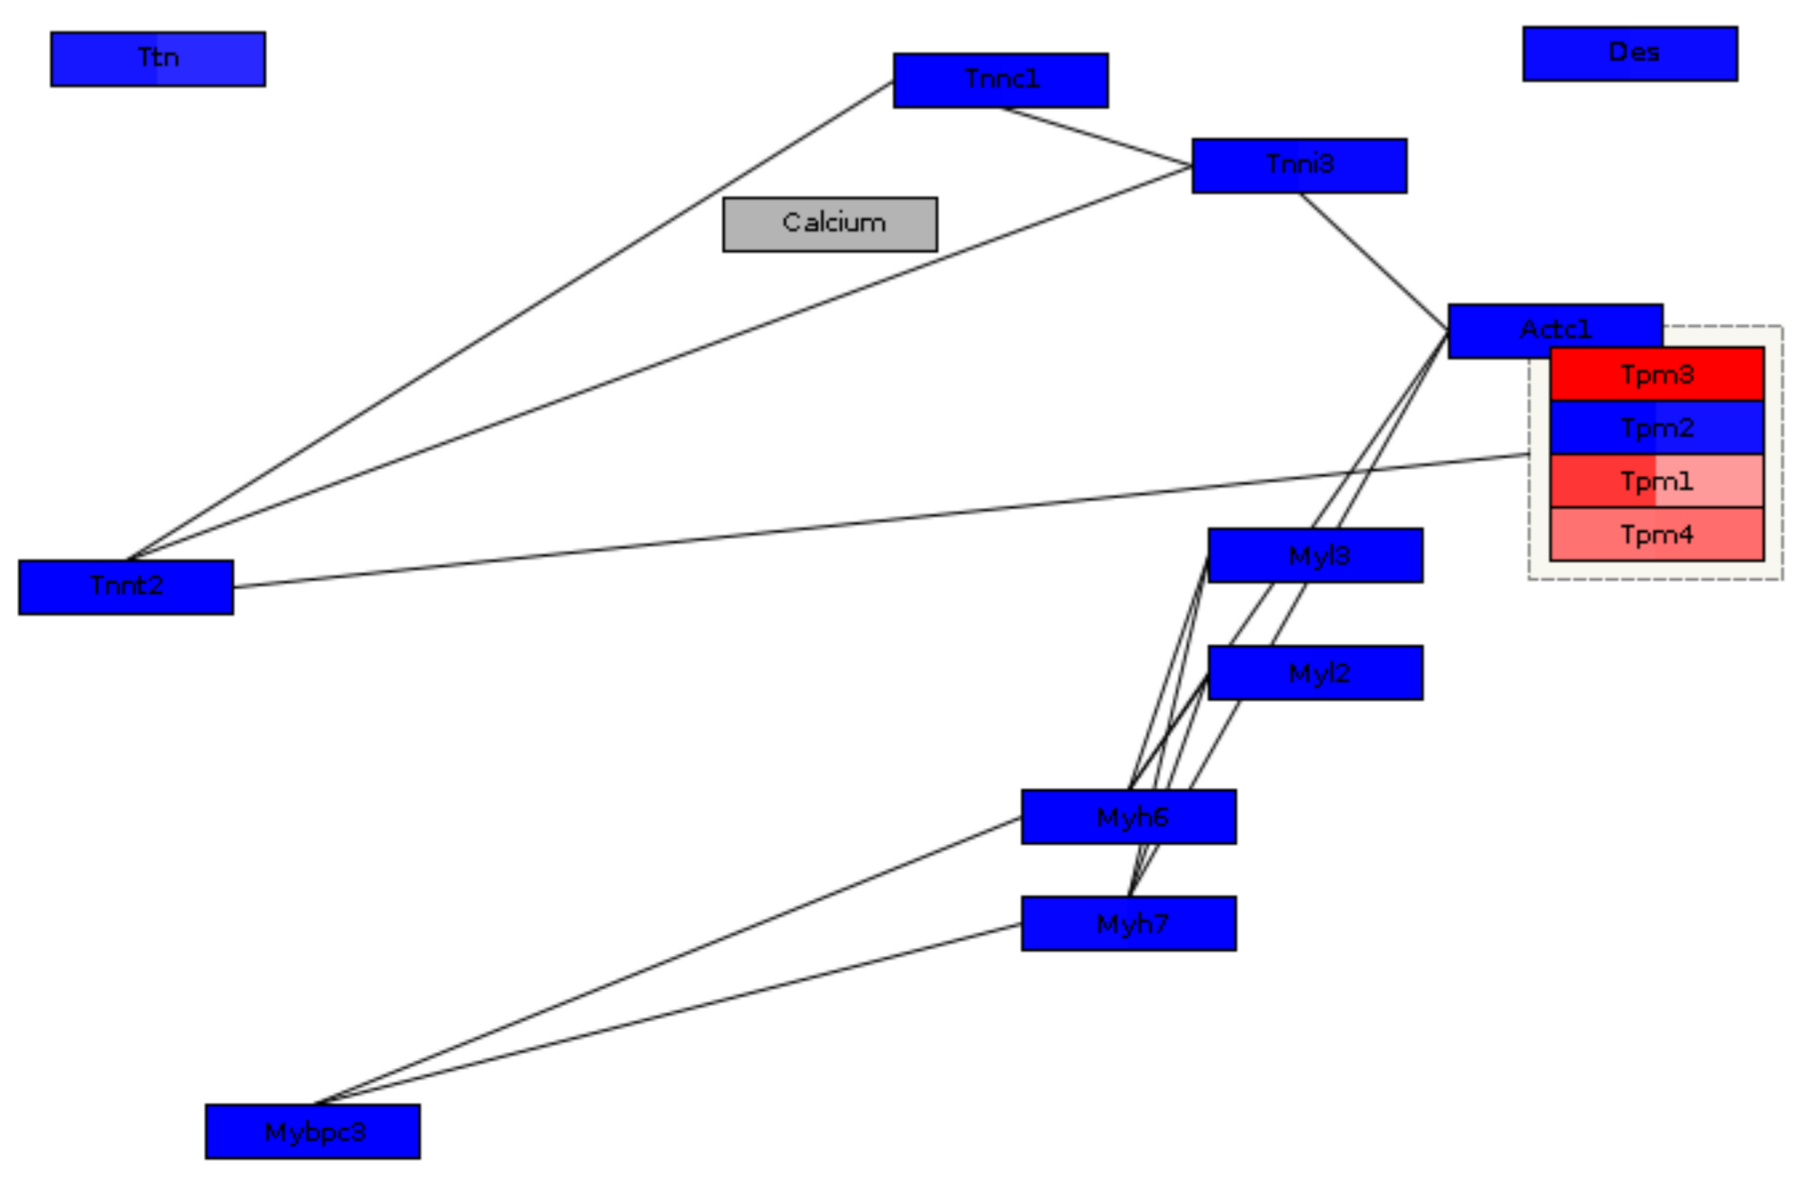 Ttn
Des
Tnnc1
Tnni3
Calcium
Actc1
Tpm3
Tpm2
Tpm1
Tpm4
Myl3
Tnnt2
Myl2
Myh6
Myh7
Mybpc3